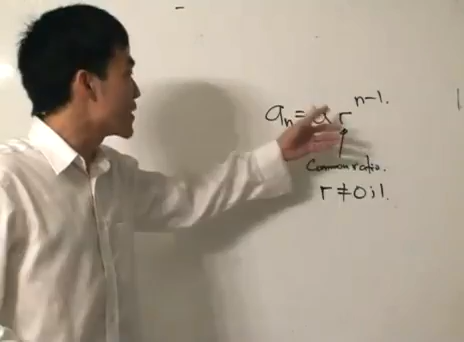 aₙ = a rⁿ⁻¹.
Common ratio.
r ≠ 0; 1.